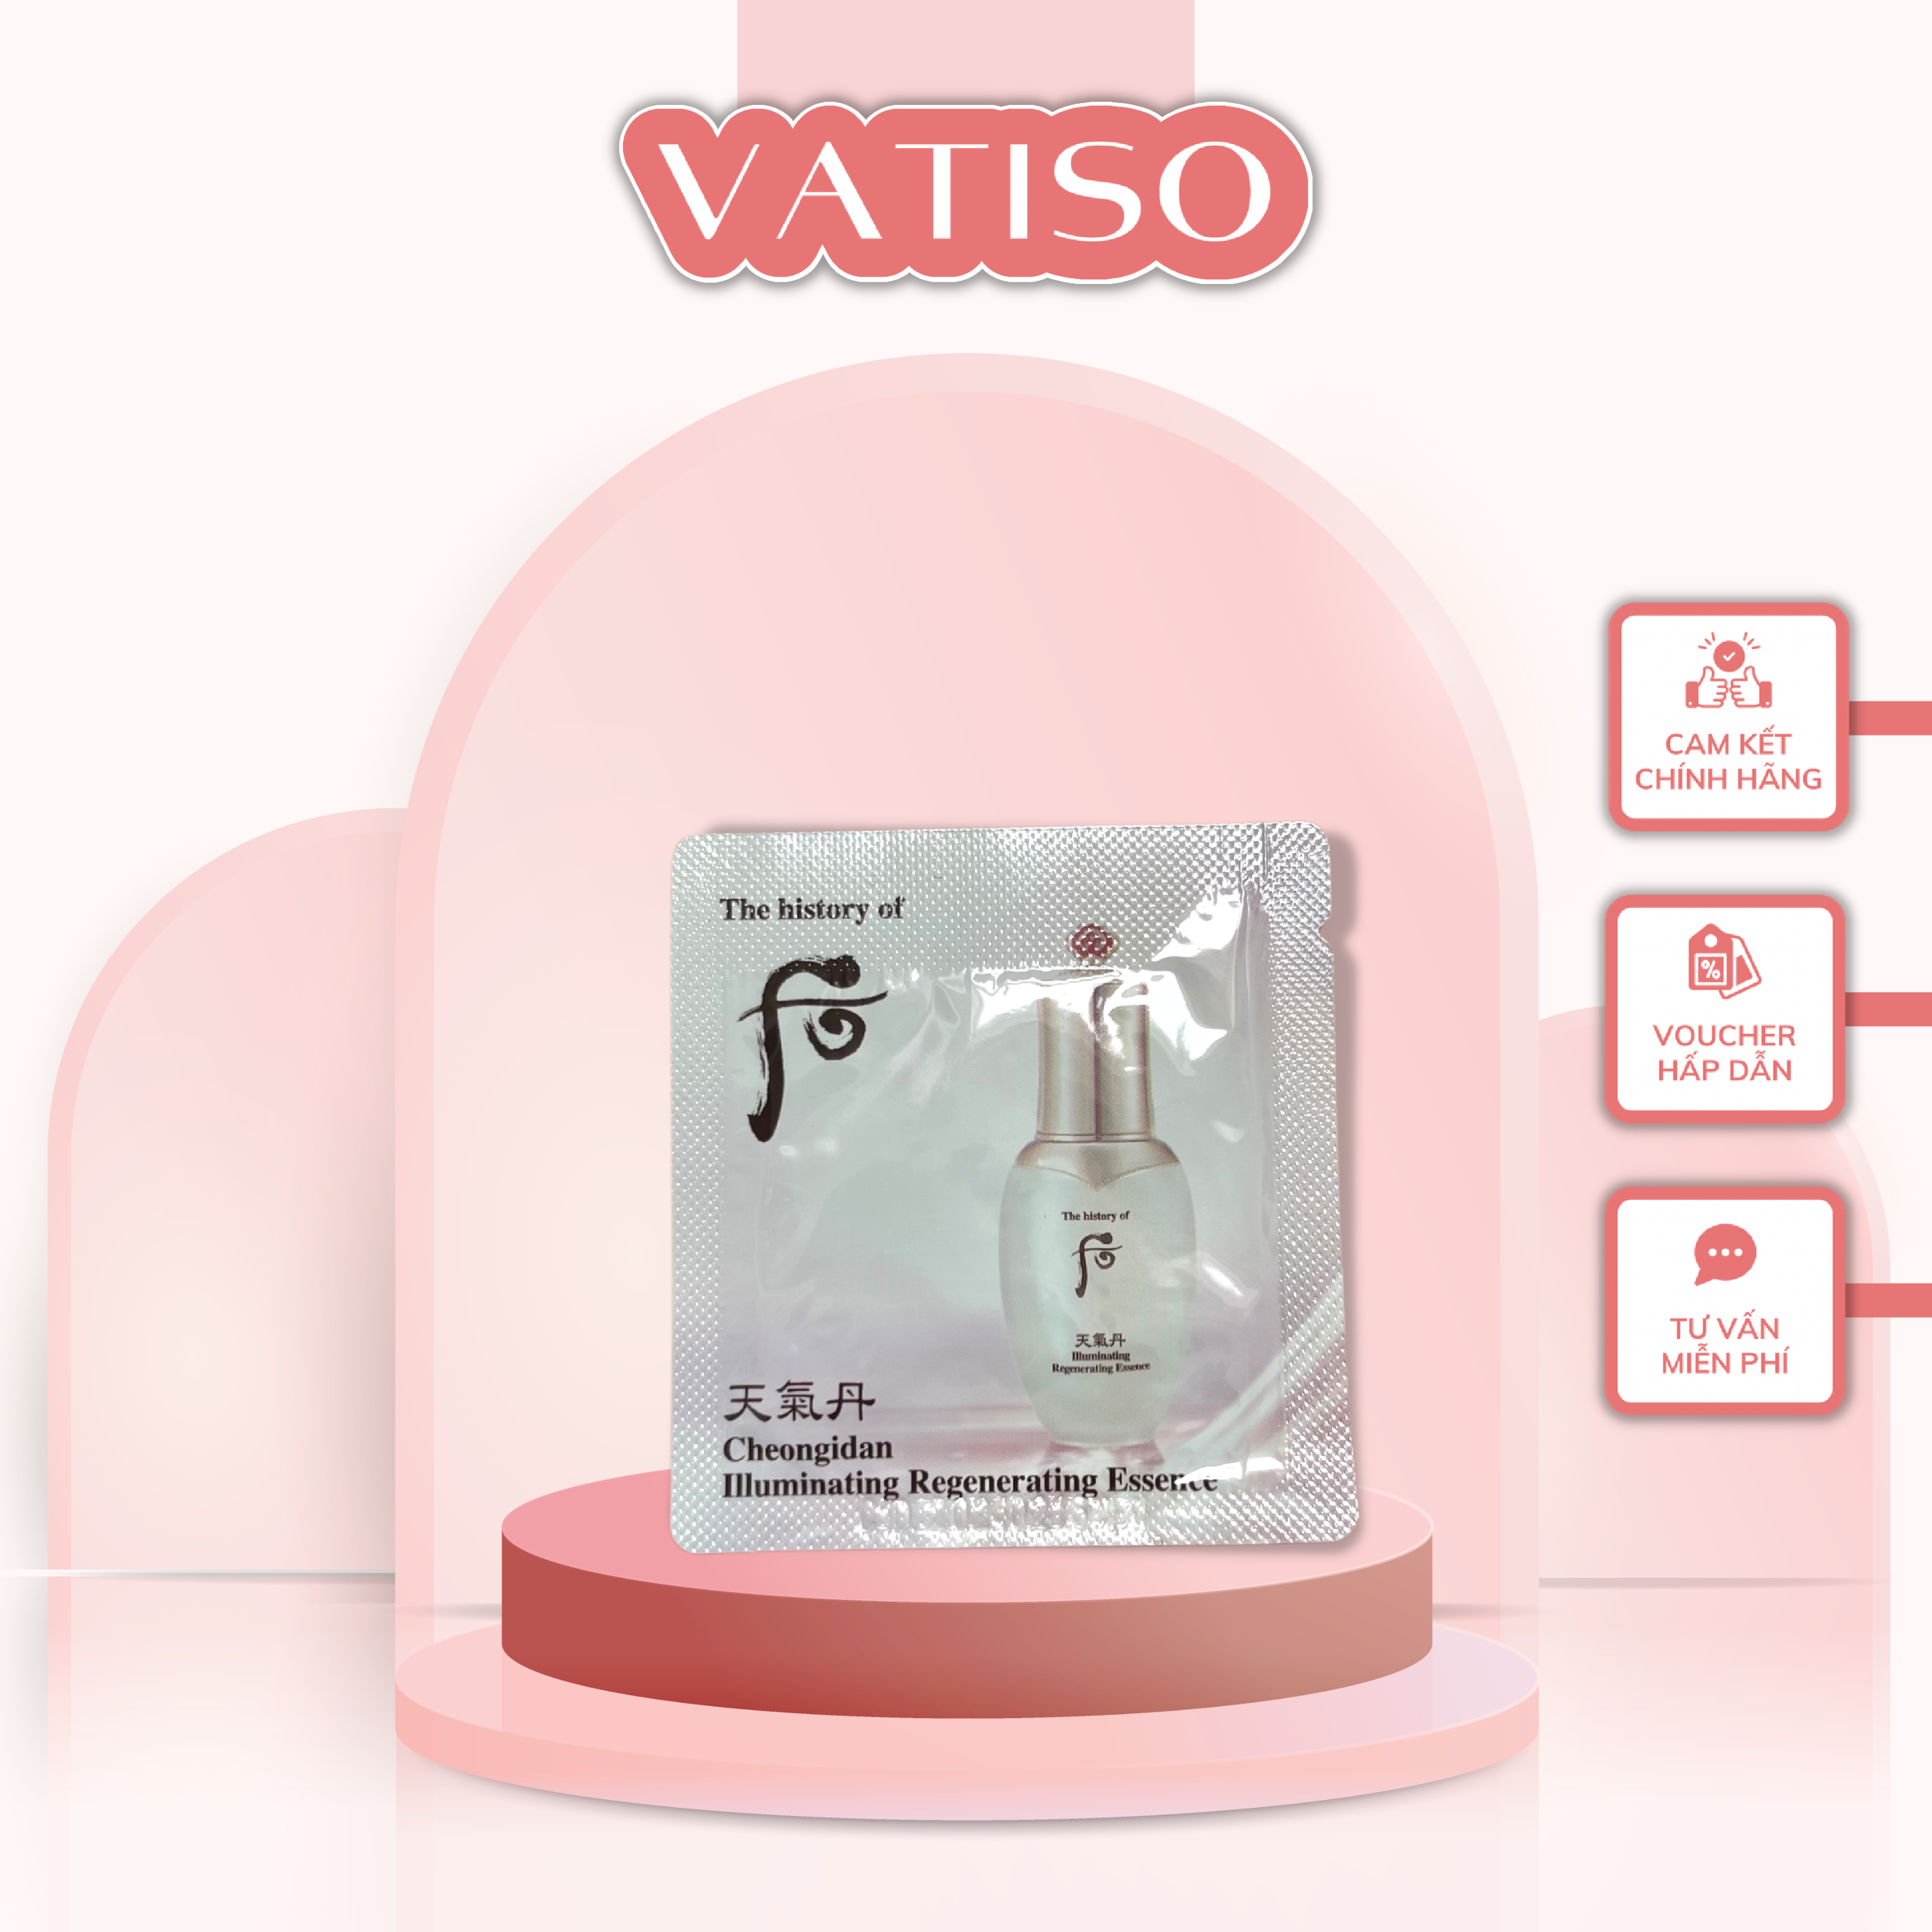 VATISO
CAM KẾT
CHÍNH HÃNG
VOUCHER
HẤP DẪN
TƯ VẤN
MIỄN PHÍ
The history of
后
The history of
后
天氣丹
Illuminating
Regenerating Essence
天氣丹
Cheongidan
Illuminating Regenerating Essence